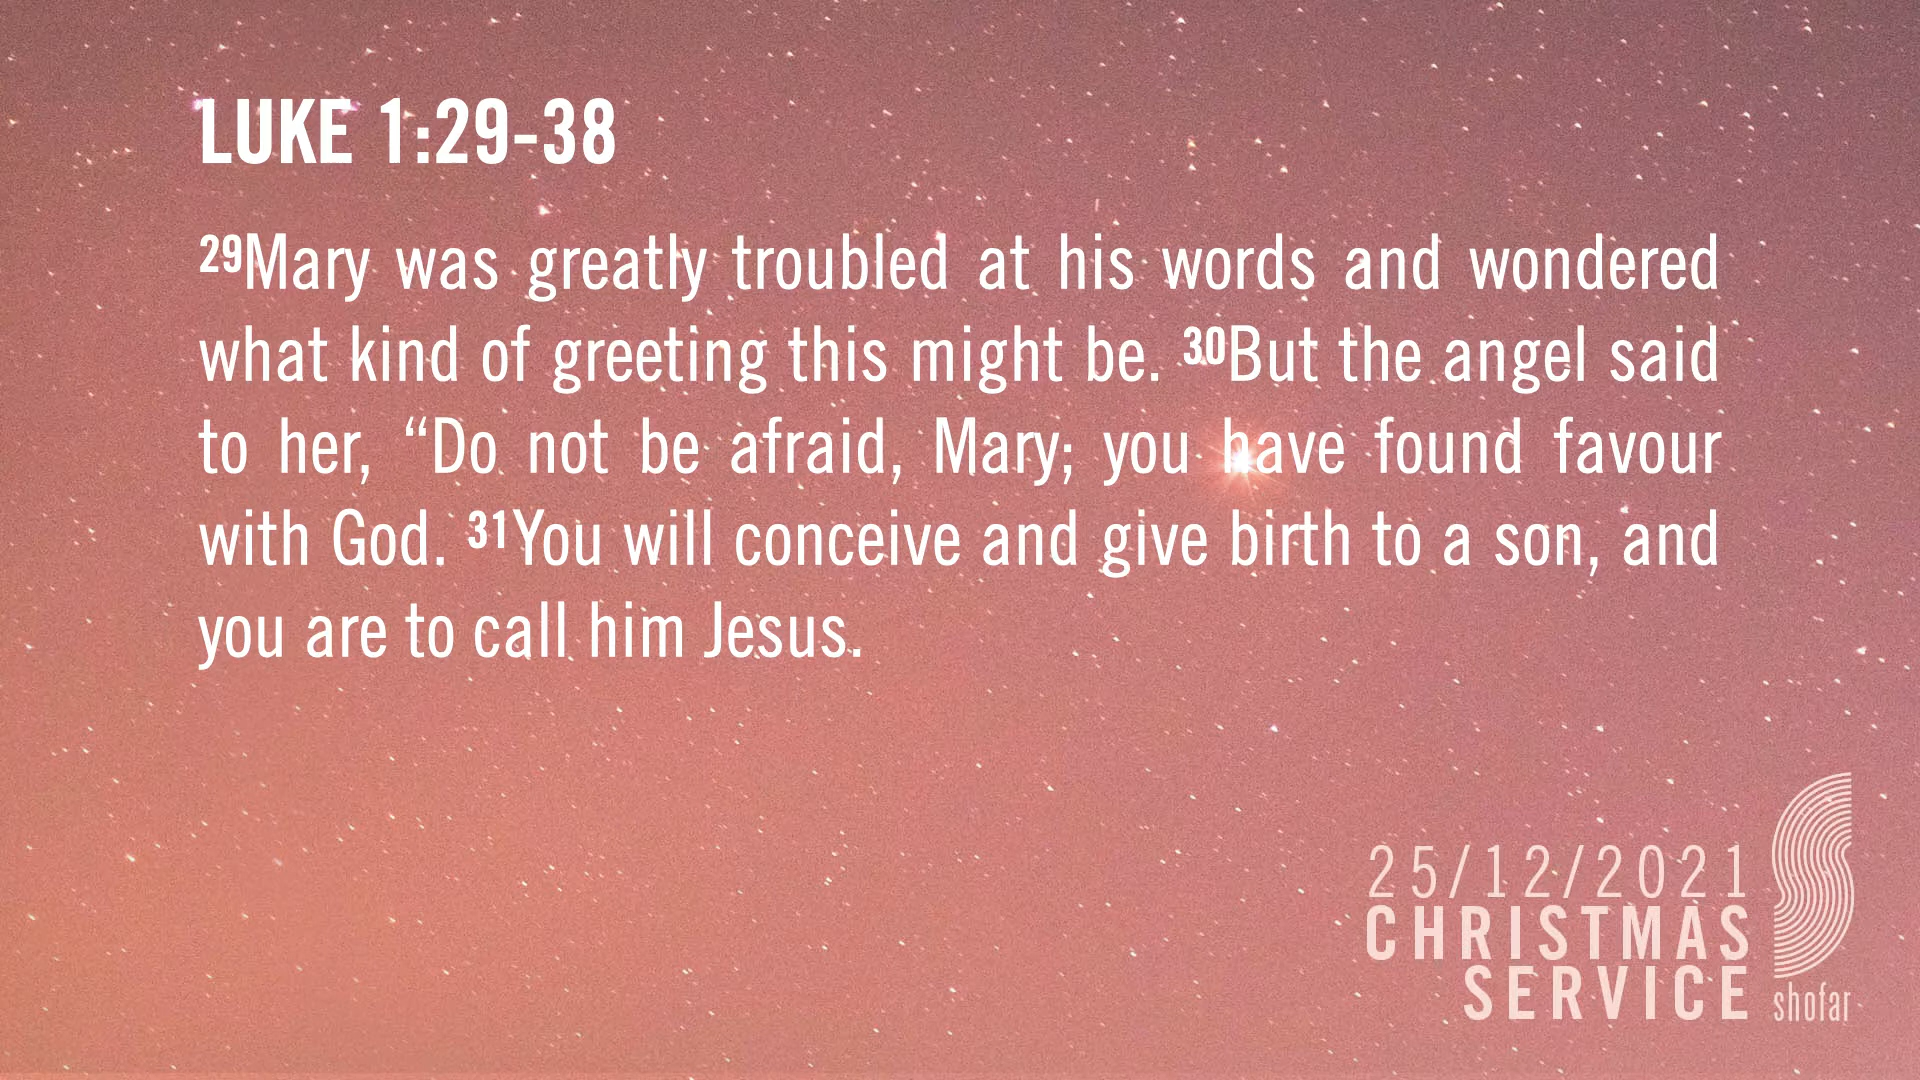 LUKE 1:29-38
29Mary was greatly troubled at his words and wondered
what kind of greeting this might be. 30But the angel said
to her, “Do not be afraid, Mary; you have found favour
with God. 31You will conceive and give birth to a son, and
you are to call him Jesus.
25/12/2021
CHRISTMAS
SERVICE
shofar